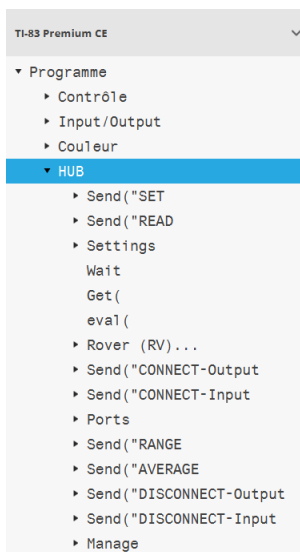 TI-83 Premium CE
Programme
Contrôle
Input/Output
Couleur
HUB
Send("SET
Send("READ
Settings
Wait
Get(
eval(
Rover (RV)...
Send("CONNECT-Output
Send("CONNECT-Input
Ports
Send("RANGE
Send("AVERAGE
Send("DISCONNECT-Output
Send("DISCONNECT-Input
Manage